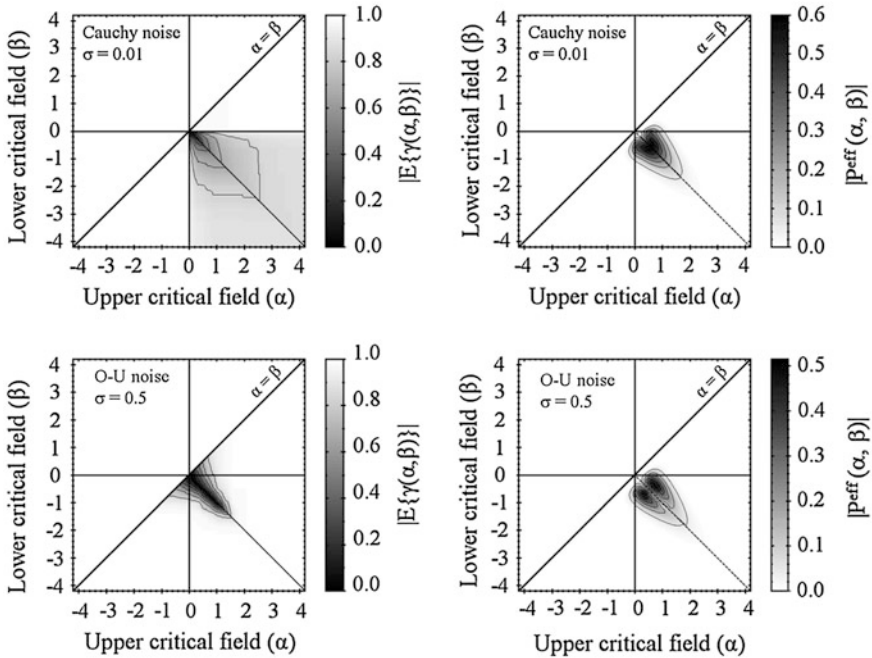 Cauchy noise
σ = 0.01
α = β
Lower critical field (β)
4
3
2
1
0
-1
-2
-3
-4
-4 -3 -2 -1 0 1 2 3 4
Upper critical field (α)
1.0
0.8
0.6
0.4
0.2
0.0
|E{γ(α,β)}|
Cauchy noise
σ = 0.01
α = β
Lower critical field (β)
4
3
2
1
0
-1
-2
-3
-4
-4 -3 -2 -1 0 1 2 3 4
Upper critical field (α)
0.6
0.5
0.4
0.3
0.2
0.1
0.0
|P^eff (α, β)|
O-U noise
σ = 0.5
α = β
Lower critical field (β)
4
3
2
1
0
-1
-2
-3
-4
-4 -3 -2 -1 0 1 2 3 4
Upper critical field (α)
1.0
0.8
0.6
0.4
0.2
0.0
|E{γ(α,β)}|
O-U noise
σ = 0.5
α = β
Lower critical field (β)
4
3
2
1
0
-1
-2
-3
-4
-4 -3 -2 -1 0 1 2 3 4
Upper critical field (α)
0.5
0.4
0.3
0.2
0.1
0.0
|P^eff (α, β)|